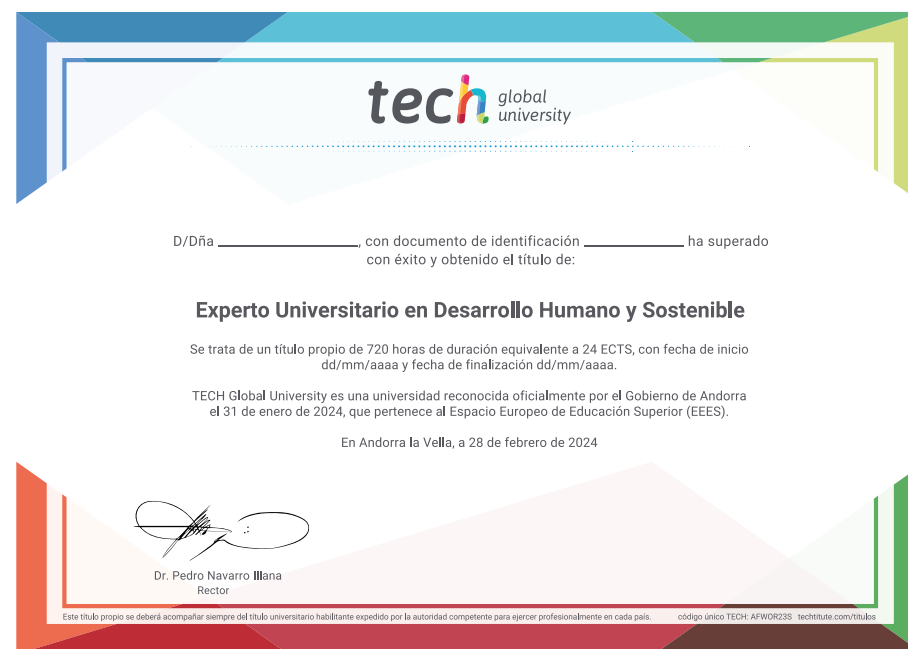 tech global university
D/Dña ______________, con documento de identificación __________ ha superado
con éxito y obtenido el título de:
Experto Universitario en Desarrollo Humano y Sostenible
Se trata de un título propio de 720 horas de duración equivalente a 24 ECTS, con fecha de inicio
dd/mm/aaaa y fecha de finalización dd/mm/aaaa.
TECH Global University es una universidad reconocida oficialmente por el Gobierno de Andorra
el 31 de enero de 2024, que pertenece al Espacio Europeo de Educación Superior (EEES).
En Andorra la Vella, a 28 de febrero de 2024
Dr. Pedro Navarro Illana
Rector
Este título propio se deberá acompañar siempre del título universitario habilitante expedido por la autoridad competente para ejercer profesionalmente en cada país. código único TECH: AFWOR23S techtitute.com/titulos